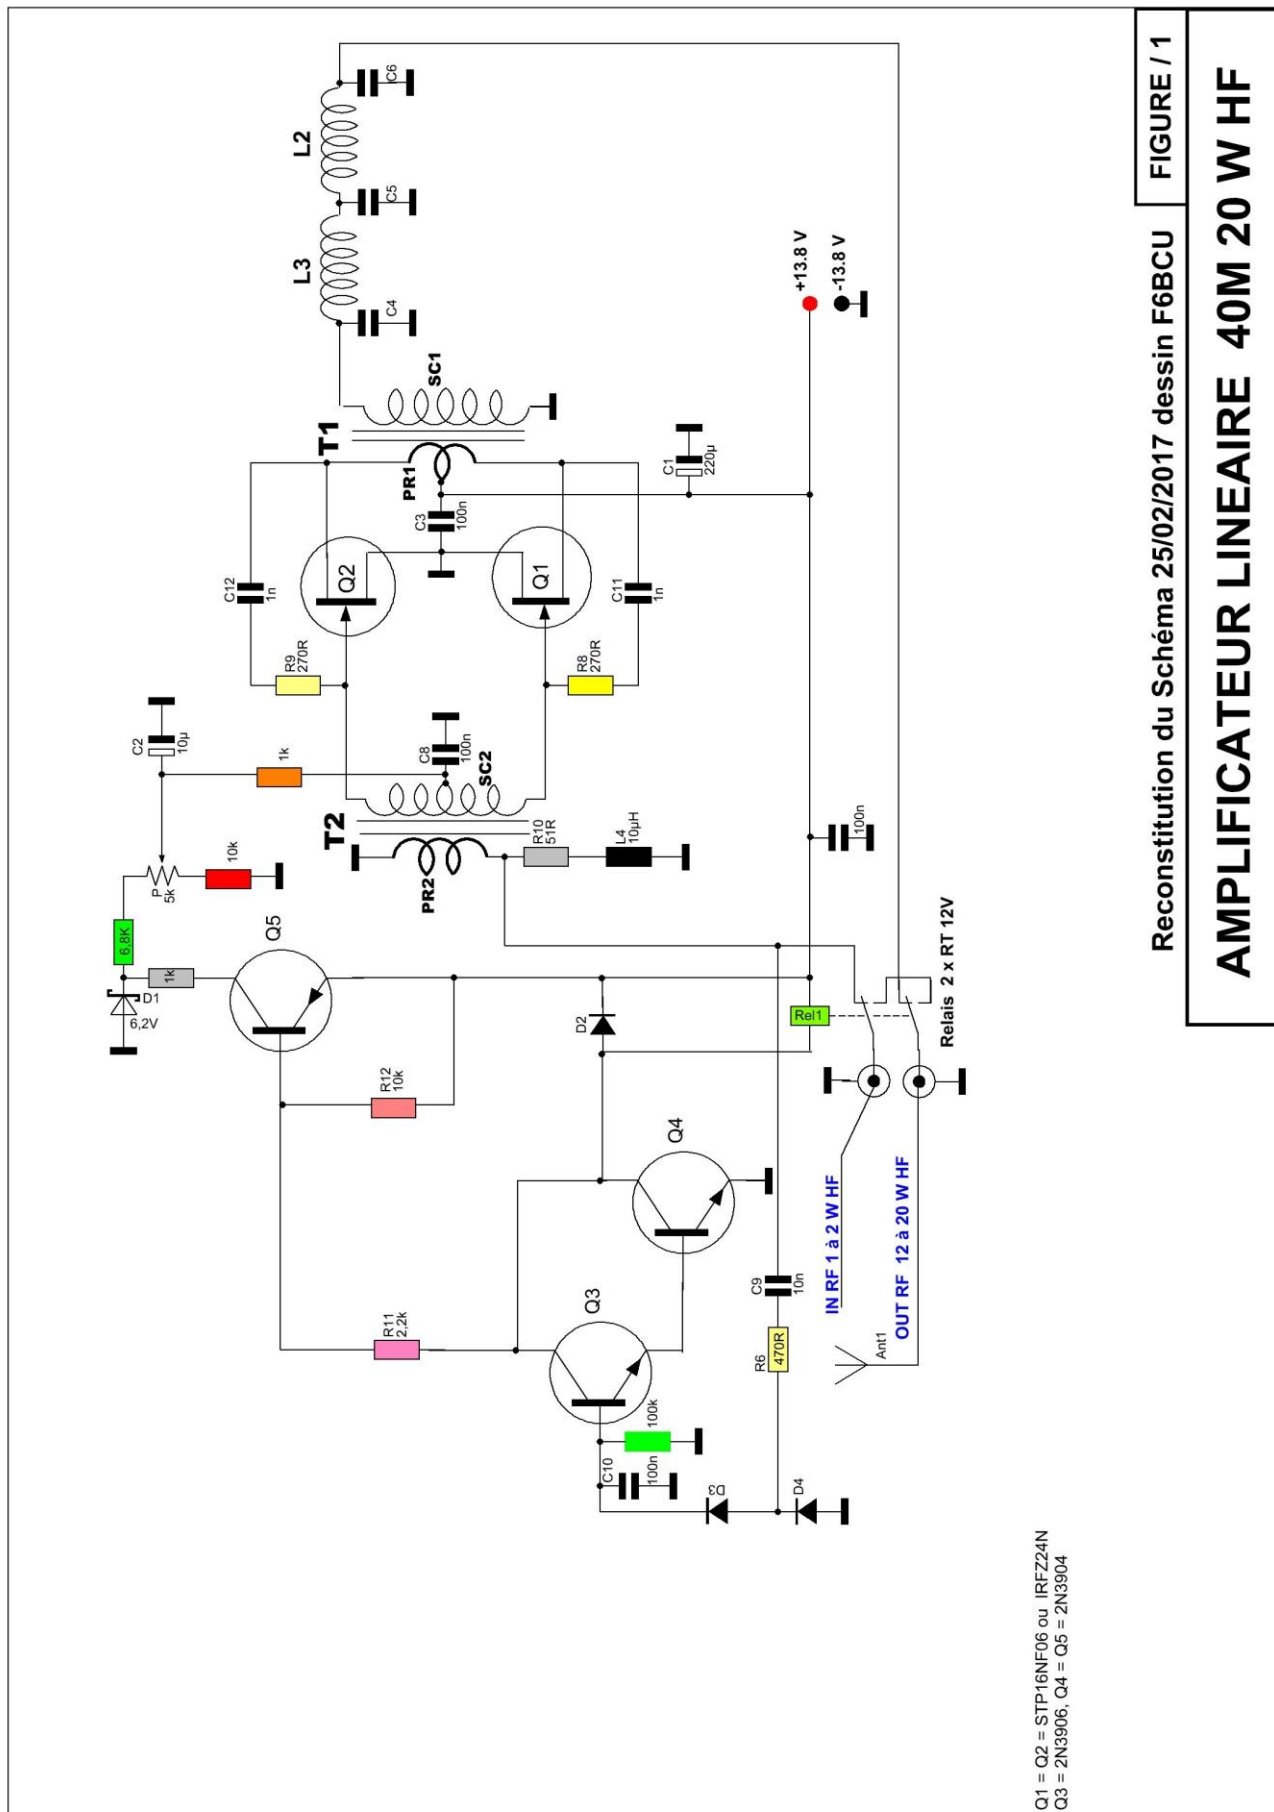 AMPLIFICATEUR LINEAIRE 40M 20 W HF
FIGURE / 1
Reconstitution du Schéma 25/02/2017 dessin F6BCU
D1
6,2V
6,8K
1k
P
5k
10k
C2
10µ
1k
Q5
R12
10k
R11
2,2k
Q3
Q4
100k
C10
100n
D3
D4
D2
R6
470R
C9
10n
T2
PR2
SC2
C8
100n
R10
51R
L4
10µH
R9
270R
R8
270R
C12
1n
C11
1n
Q2
Q1
C3
100n
T1
PR1
SC1
C1
220µ
C4
L3
C5
L2
C6
+13.8 V
-13.8 V
100n
Rel1
Relais 2 x RT 12V
IN RF 1 à 2 W HF
OUT RF 12 à 20 W HF
Ant1
Q1 = Q2 = STP16NF06 ou IRFZ24N
Q3 = 2N3906, Q4 = Q5 = 2N3904